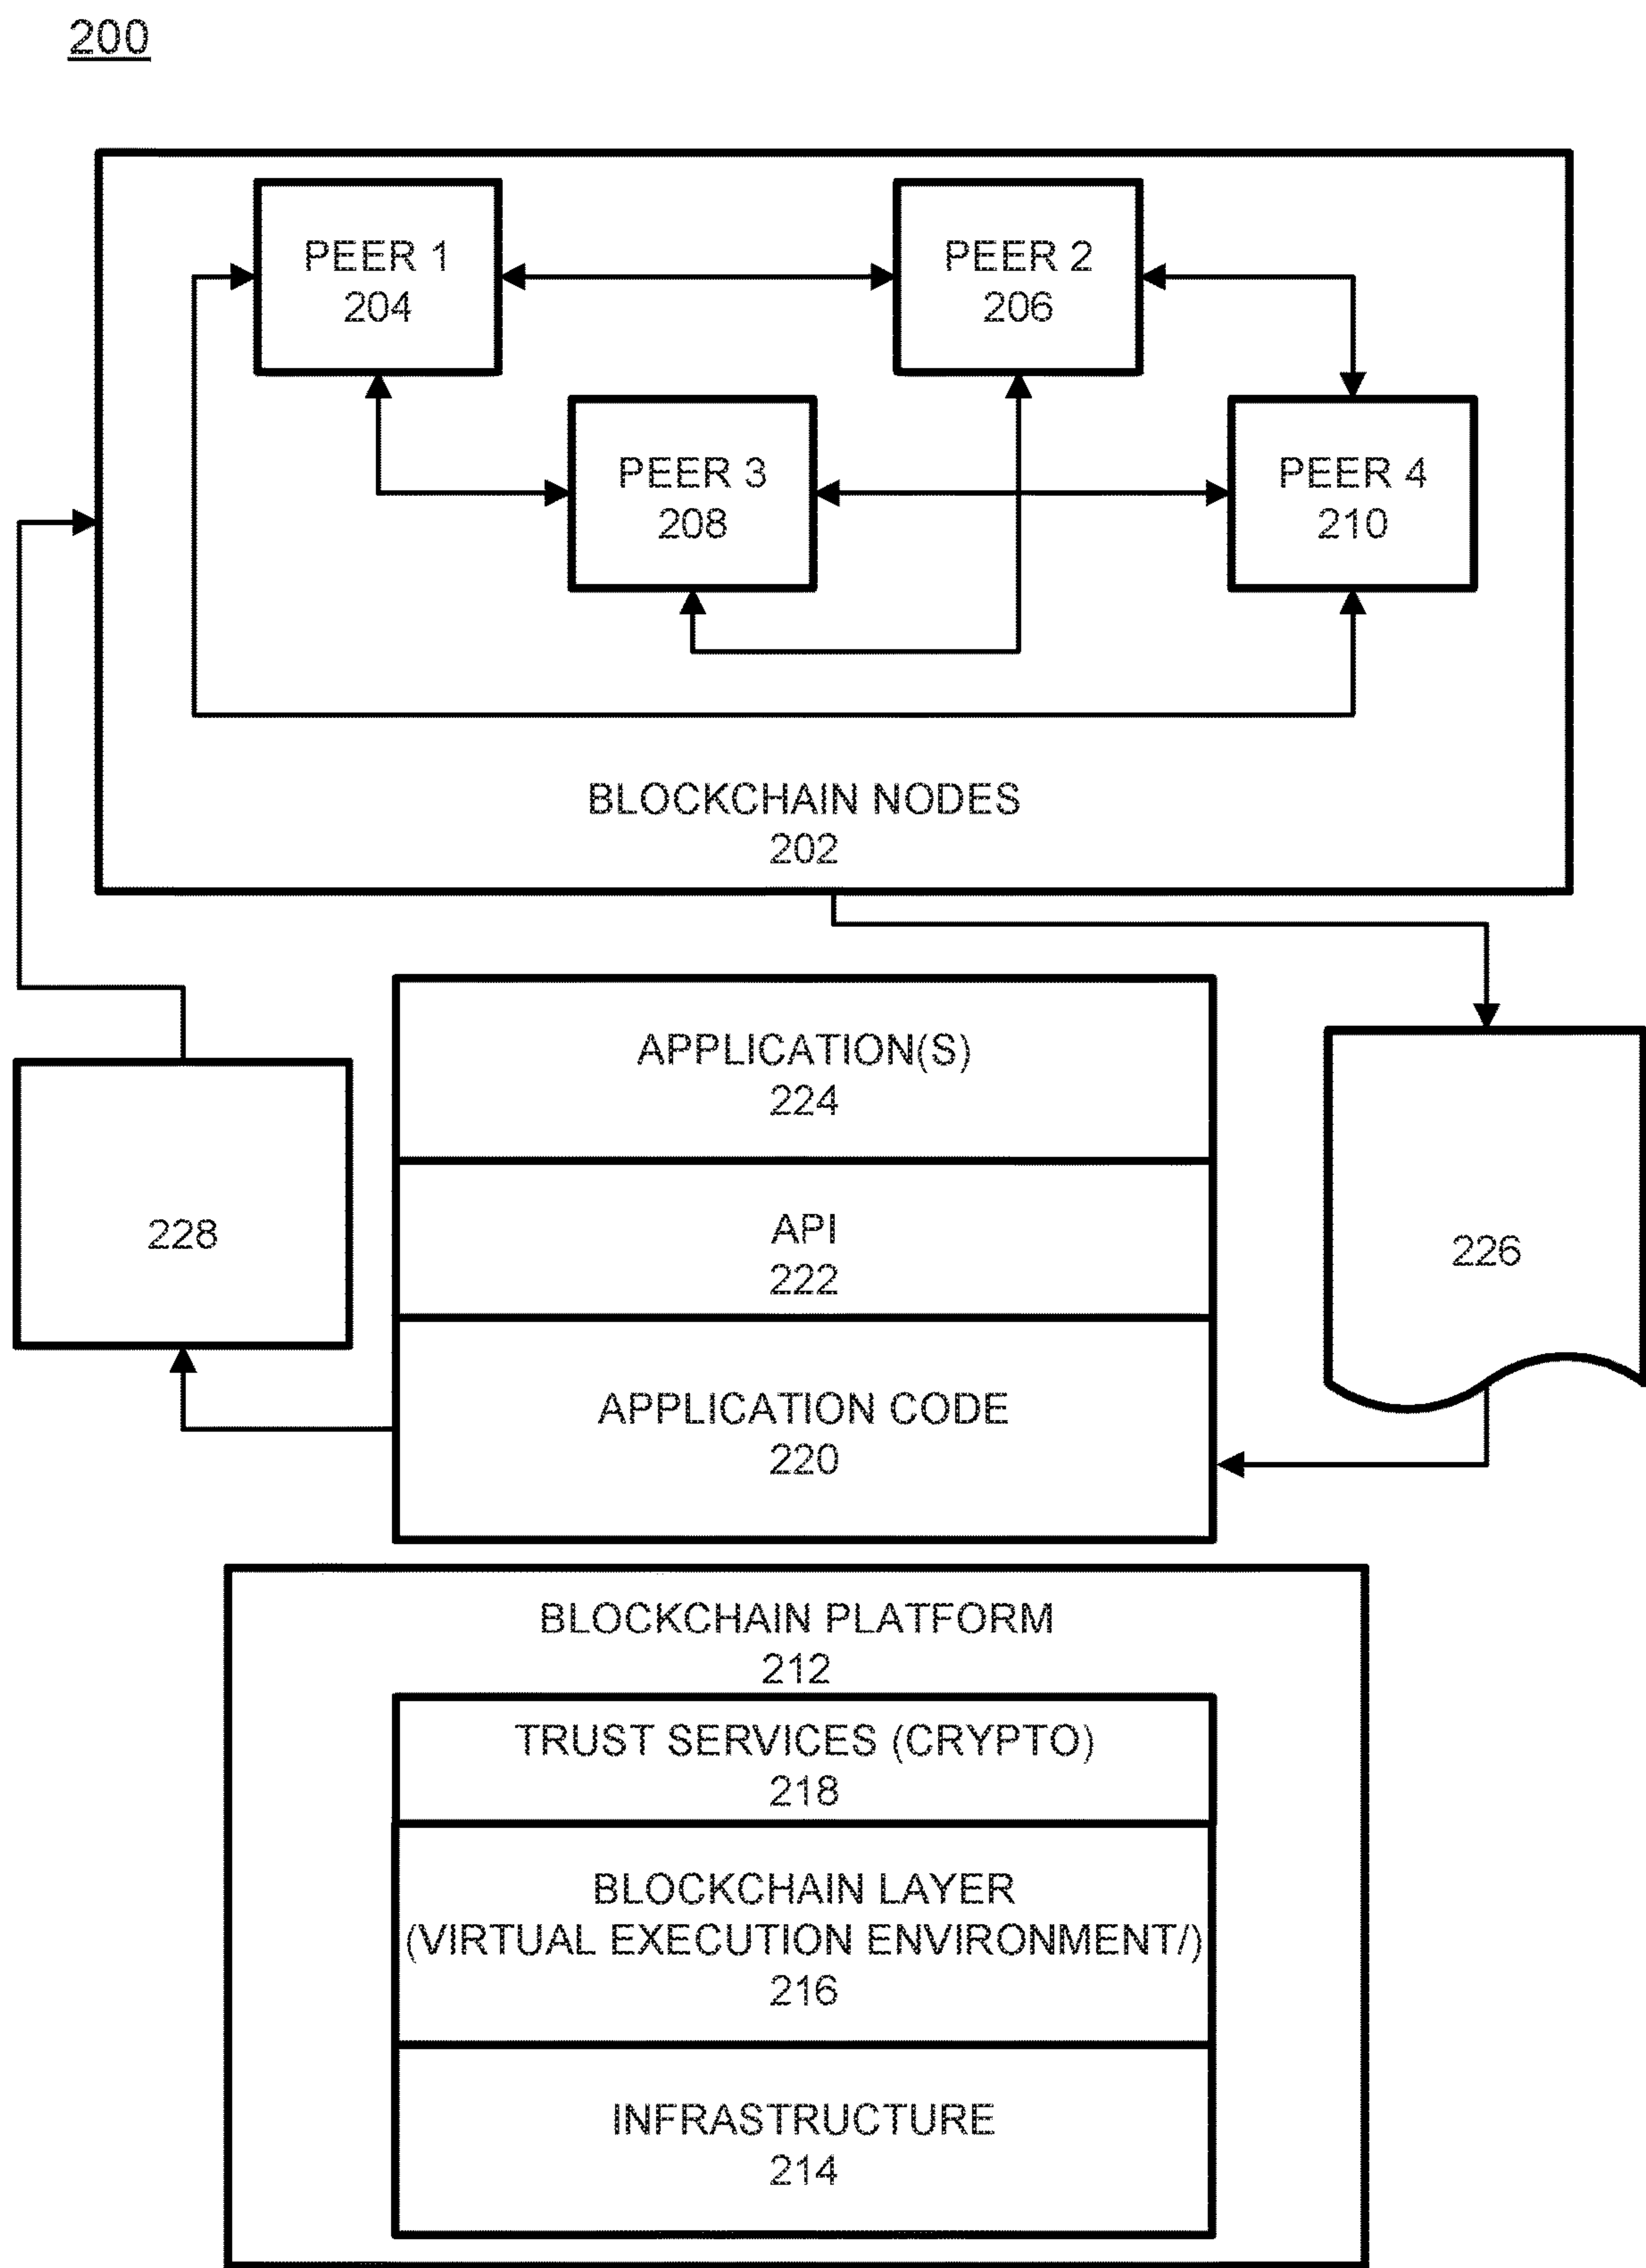 200
PEER 1
204
PEER 2
206
PEER 3
208
PEER 4
210
BLOCKCHAIN NODES
202
APPLICATION(S)
224
API
222
APPLICATION CODE
220
228
226
BLOCKCHAIN PLATFORM
212
TRUST SERVICES (CRYPTO)
218
BLOCKCHAIN LAYER
(VIRTUAL EXECUTION ENVIRONMENT/)
216
INFRASTRUCTURE
214